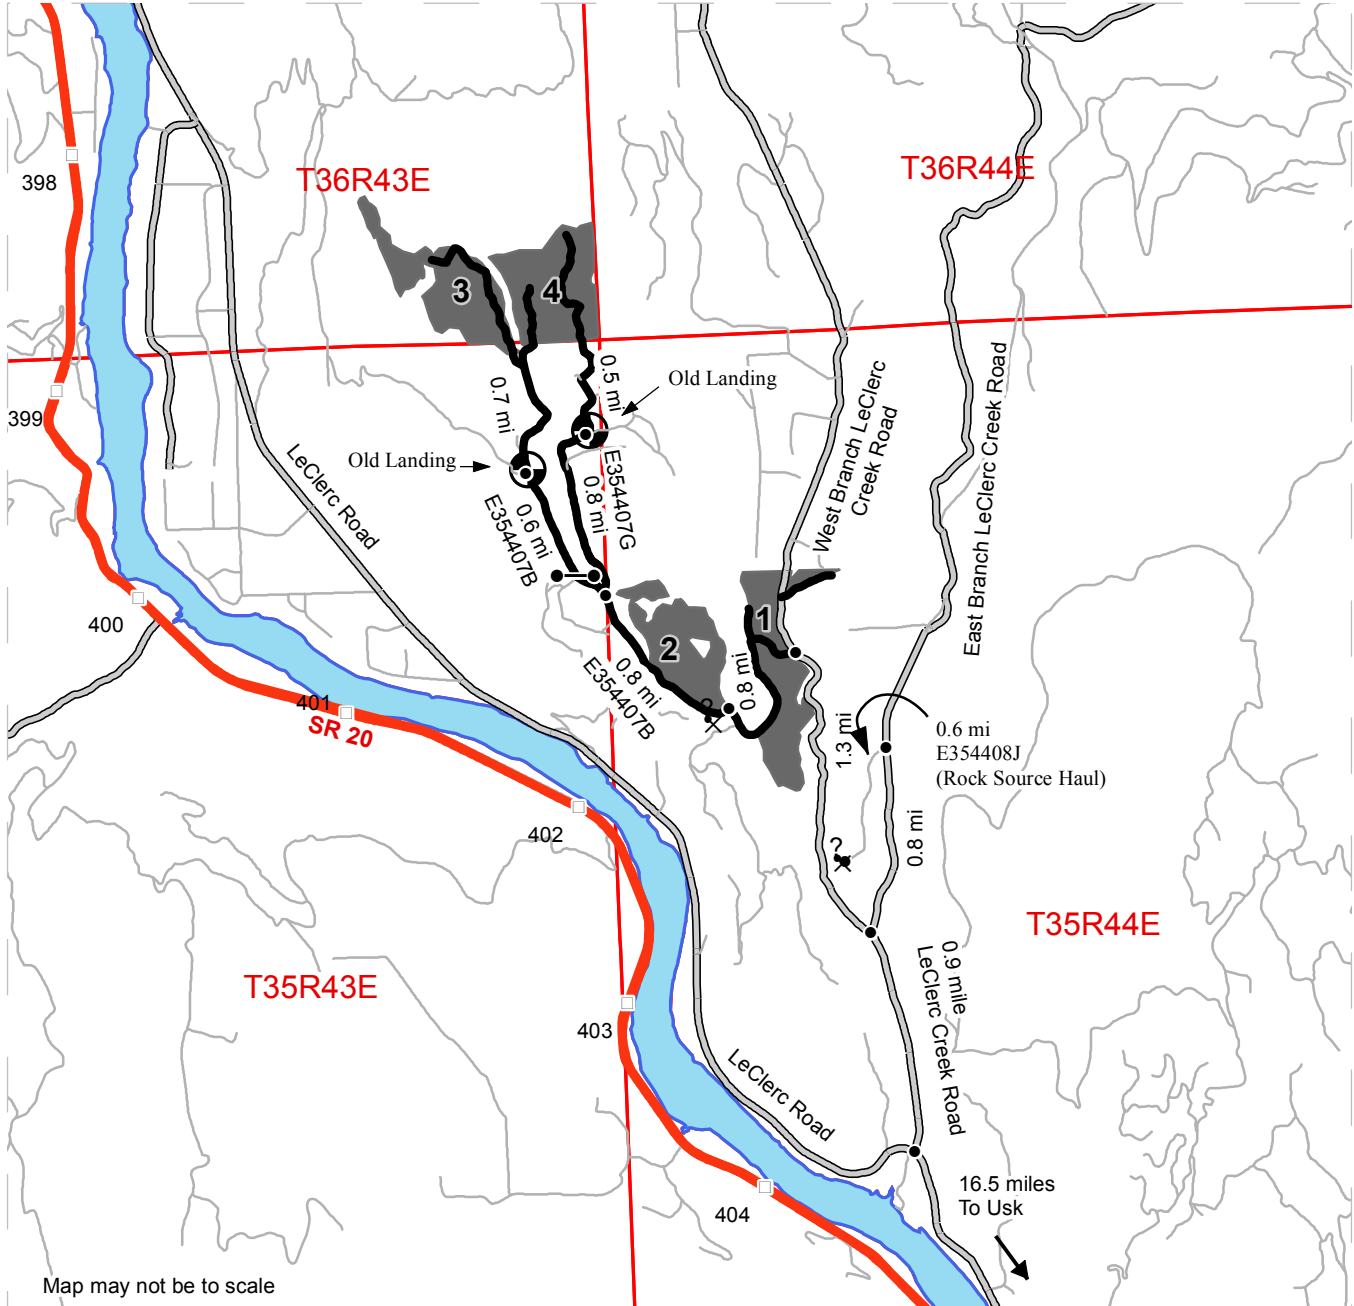 T36R43E
T36R44E
398
3
4
399
0.7 mi
0.5 mi
Old Landing
Old Landing
LeClerc Road
West Branch LeClerc
Creek Road
East Branch LeClerc Creek Road
0.6 mi
E354407B
0.8 mi
E354407G
400
1
2
0.8 mi
E354407B
0.8 mi
?
401
SR 20
1.3 mi
0.6 mi
E354408J
(Rock Source Haul)
402
?
0.8 mi
T35R44E
T35R43E
0.9 mile
LeClerc Creek Road
403
LeClerc Road
404
16.5 miles
To Usk
Map may not be to scale